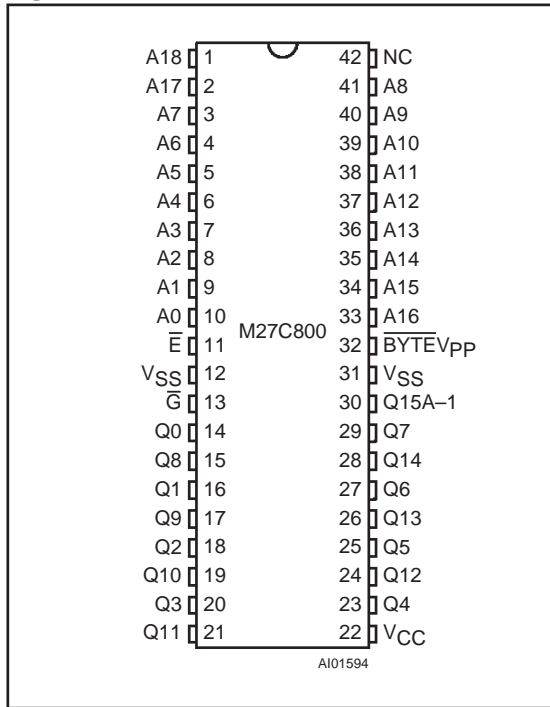 A18 1 42 NC
A17 2 41 A8
A7 3 40 A9
A6 4 39 A10
A5 5 38 A11
A4 6 37 A12
A3 7 36 A13
A2 8 35 A14
A1 9 34 A15
A0 10 33 A16
M27C800
E̅ 11 32 B̅Y̅T̅E̅VPP
VSS 12 31 VSS
G̅ 13 30 Q15A–1
Q0 14 29 Q7
Q8 15 28 Q14
Q1 16 27 Q6
Q9 17 26 Q13
Q2 18 25 Q5
Q10 19 24 Q12
Q3 20 23 Q4
Q11 21 22 VCC
AI01594